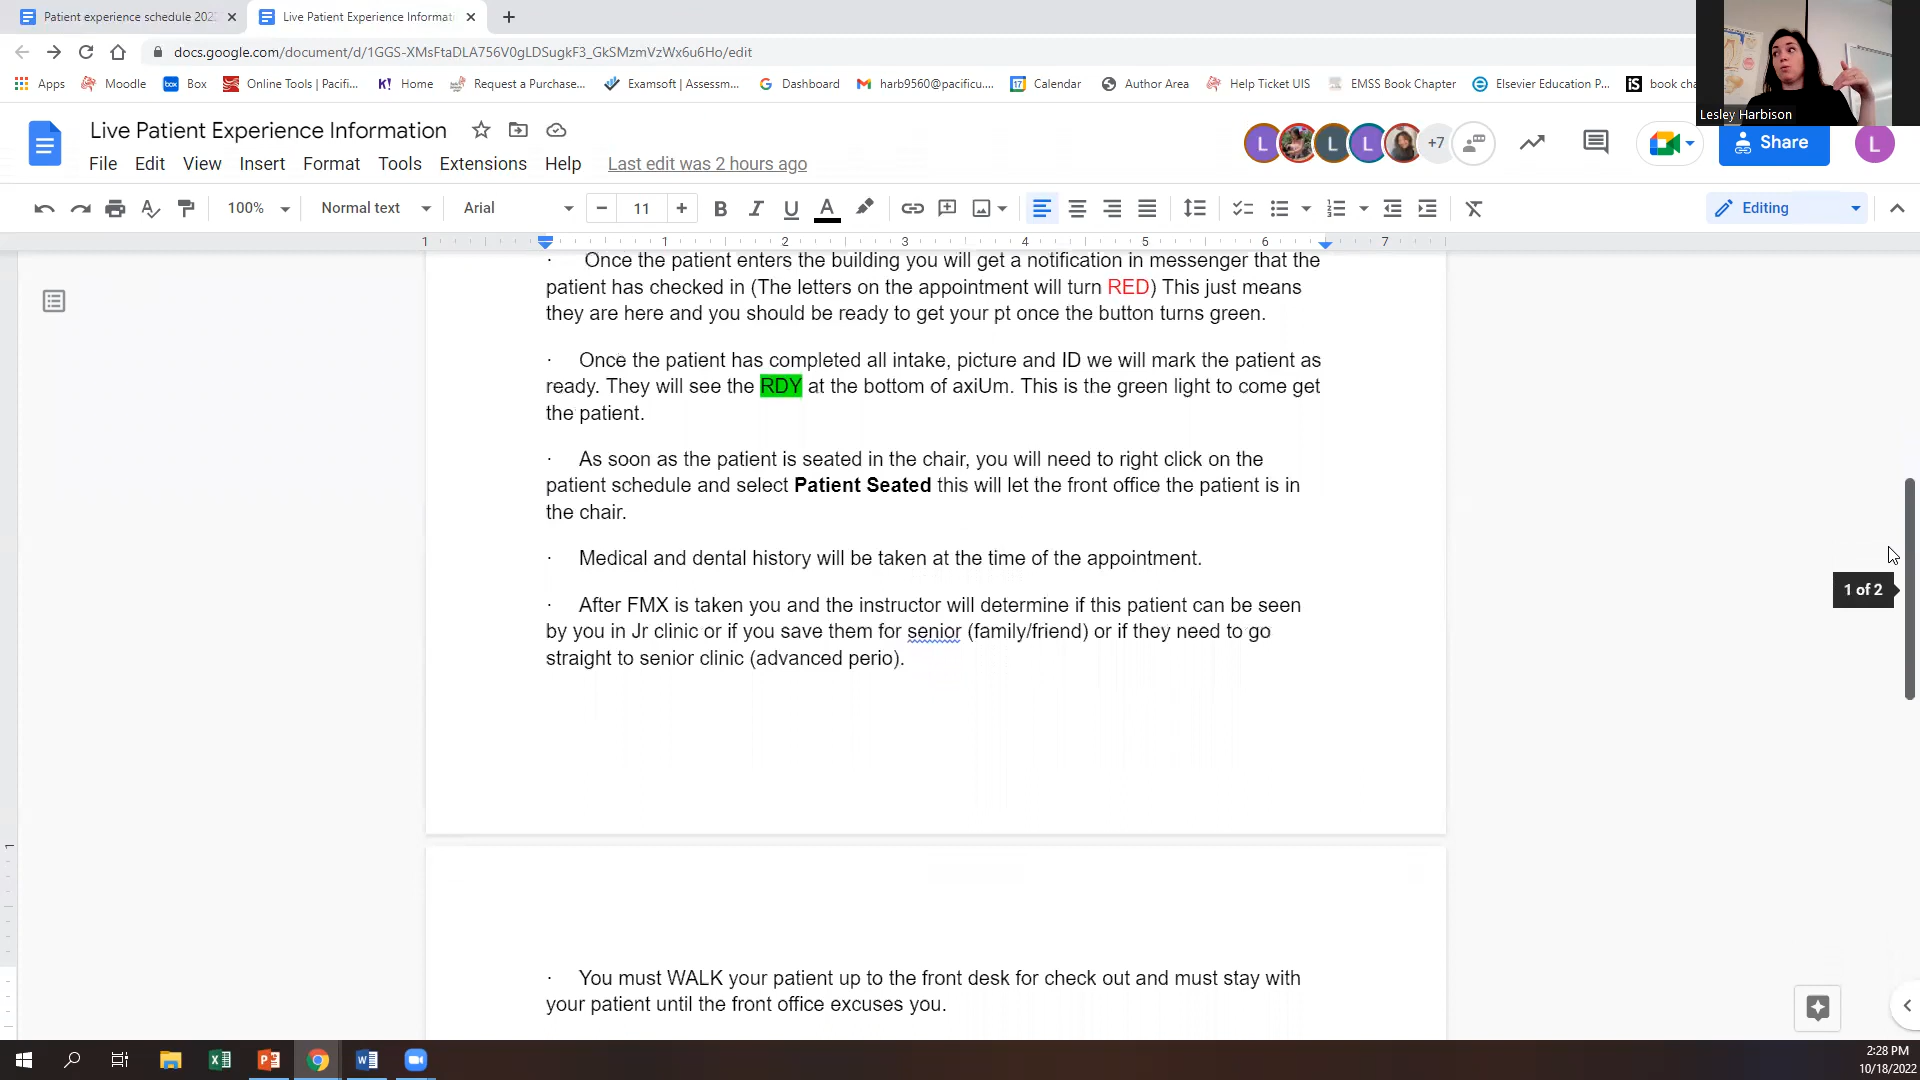 Patient experience schedule 202
Live Patient Experience Informat
docs.google.com/document/d/1GGS-XMsFtaDLA756V0gLDSugkF3_GkSMzmVzWx6u6Ho/edit
Apps
Moodle
Box
Online Tools | Pacifi...
Home
Request a Purchase...
Examsoft | Assessm...
Dashboard
harb9560@pacificu....
Calendar
Author Area
Help Ticket UIS
EMSS Book Chapter
Elsevier Education P...
book cha
Lesley Harbison
Live Patient Experience Information
File Edit View Insert Format Tools Extensions Help Last edit was 2 hours ago
L L L +7 Share L
100% Normal text Arial 11 Editing
1 1 2 3 4 5 6 7
· Once the patient enters the building you will get a notification in messenger that the
patient has checked in (The letters on the appointment will turn RED) This just means
they are here and you should be ready to get your pt once the button turns green.
· Once the patient has completed all intake, picture and ID we will mark the patient as
ready. They will see the RDY at the bottom of axiUm. This is the green light to come get
the patient.
· As soon as the patient is seated in the chair, you will need to right click on the
patient schedule and select Patient Seated this will let the front office the patient is in
the chair.
· Medical and dental history will be taken at the time of the appointment.
· After FMX is taken you and the instructor will determine if this patient can be seen
by you in Jr clinic or if you save them for senior (family/friend) or if they need to go
straight to senior clinic (advanced perio).
1 of 2
· You must WALK your patient up to the front desk for check out and must stay with
your patient until the front office excuses you.
2:28 PM
10/18/2022